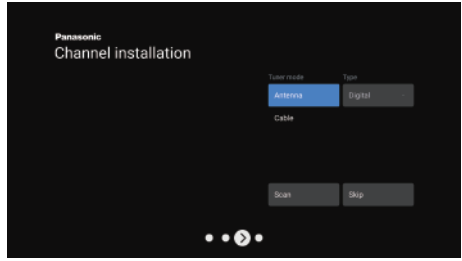 Panasonic
Channel installation
Tuner mode
Type
Antenna
Digital
Cable
Scan
Skip